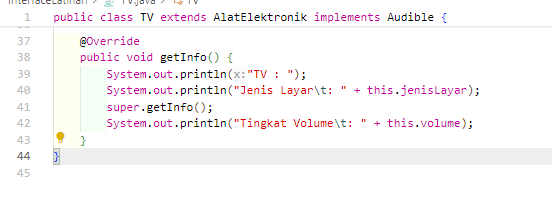 InterfaceLatihan > TV.java > TV
1 public class TV extends AlatElektronik implements Audible {
37 @Override
38 public void getInfo() {
39 System.out.println(x:"TV : ");
40 System.out.println("Jenis Layar\t: " + this.jenisLayar);
41 super.getInfo();
42 System.out.println("Tingkat Volume\t: " + this.volume);
43 }
44 }
45